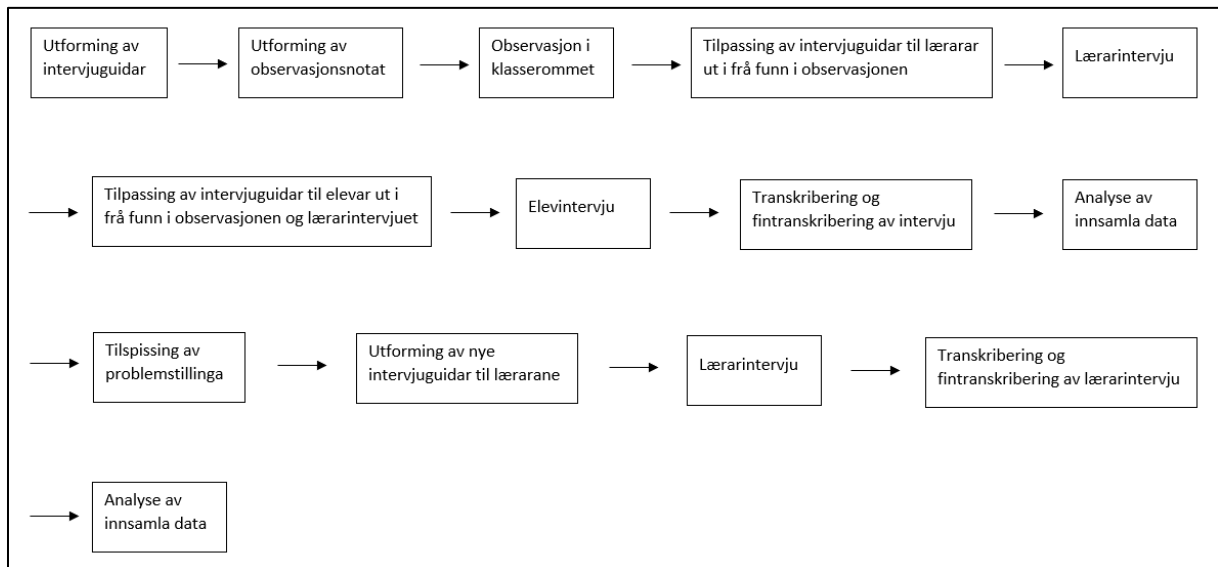 Utforming av
intervjuguidar
Utforming av
observasjonsnotat
Observasjon i
klasserommet
Tilpassing av intervjuguidar til lærarar
ut i frå funn i observasjonen
Lærarintervju
Tilpassing av intervjuguidar til elevar ut i
frå funn i observasjonen og lærarintervjuet
Elevintervju
Transkribering og
fintranskribering av intervju
Analyse av
innsamla data
Tilspissing av
problemstillinga
Utforming av nye
intervjuguidar til lærarane
Lærarintervju
Transkribering og
fintranskribering av lærarintervju
Analyse av
innsamla data